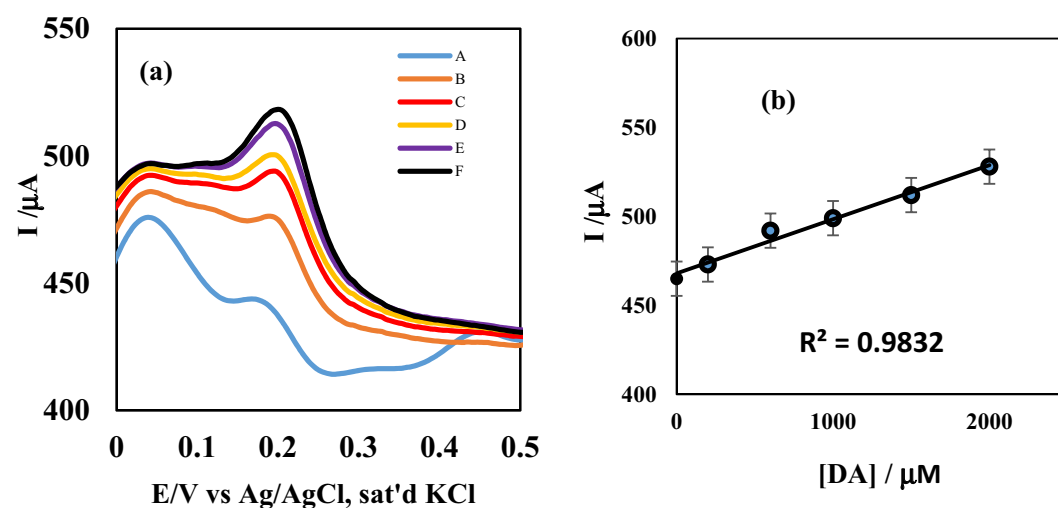 (a)
A
B
C
D
E
F
550
500
450
400
I /µA
0 0.1 0.2 0.3 0.4 0.5
E/V vs Ag/AgCl, sat'd KCl
(b)
600
550
500
450
400
I /µA
R² = 0.9832
0 1000 2000
[DA] / µM